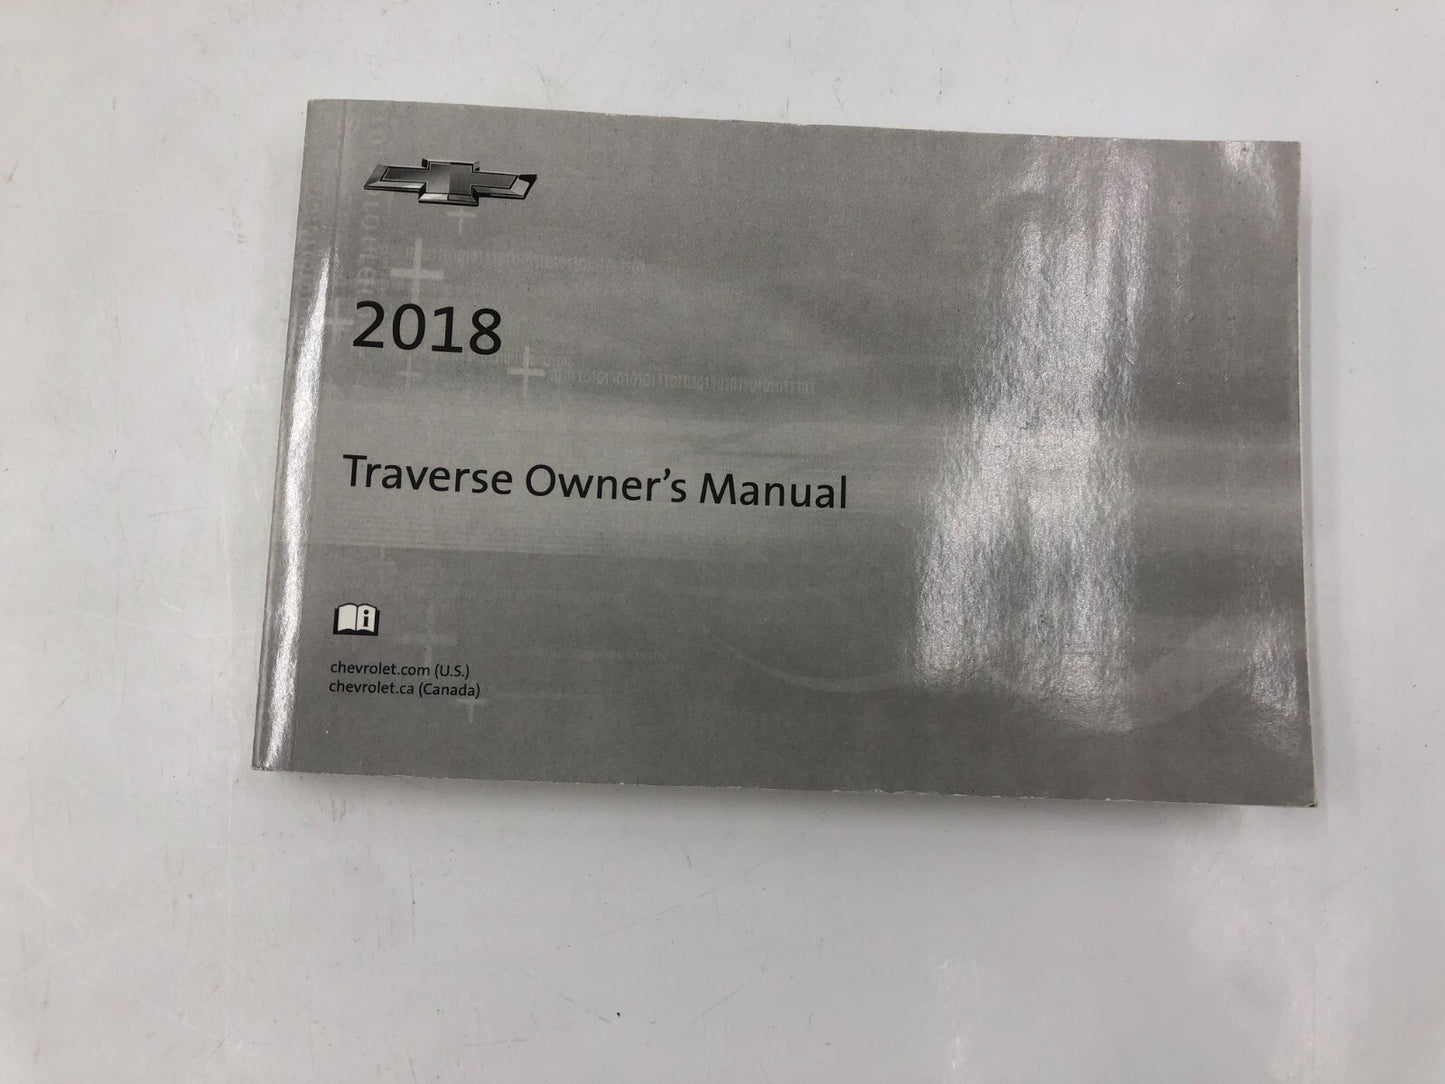 2018
Traverse Owner's Manual
i
chevrolet.com (U.S.)
chevrolet.ca (Canada)